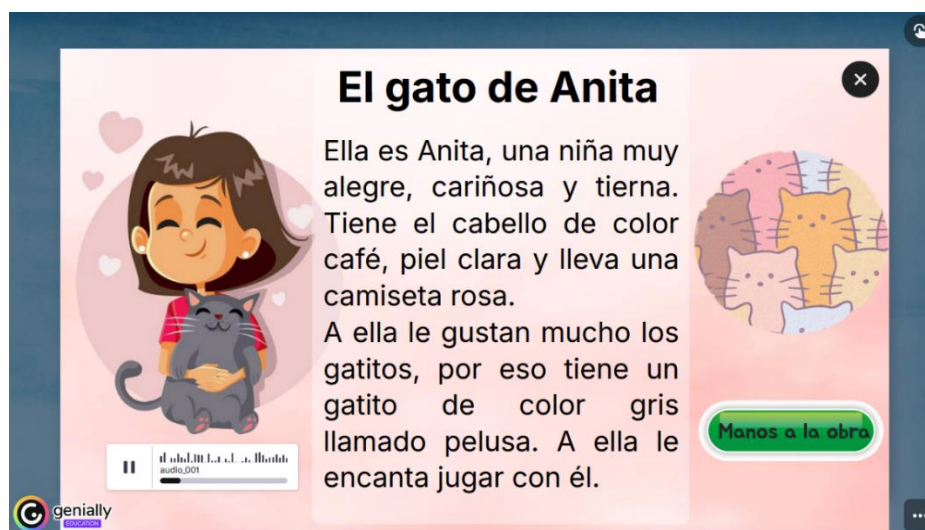 El gato de Anita
Ella es Anita, una niña muy
alegre, cariñosa y tierna.
Tiene el cabello de color
café, piel clara y lleva una
camiseta rosa.
A ella le gustan mucho los
gatitos, por eso tiene un
gatito de color gris
llamado pelusa. A ella le
encanta jugar con él.
Manos a la obra
audio_001
genially
EDUCATION